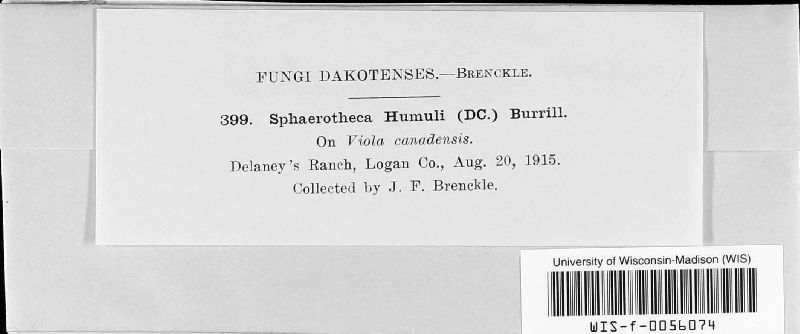 FUNGI DAKOTENSES.—BRENCKLE.
399. Sphaerotheca Humuli (DC.) Burrill.
On Viola canadensis.
Delaney's Ranch, Logan Co., Aug. 20, 1915.
Collected by J. F. Brenckle.
University of Wisconsin-Madison (WIS)
WIS-f-0056074